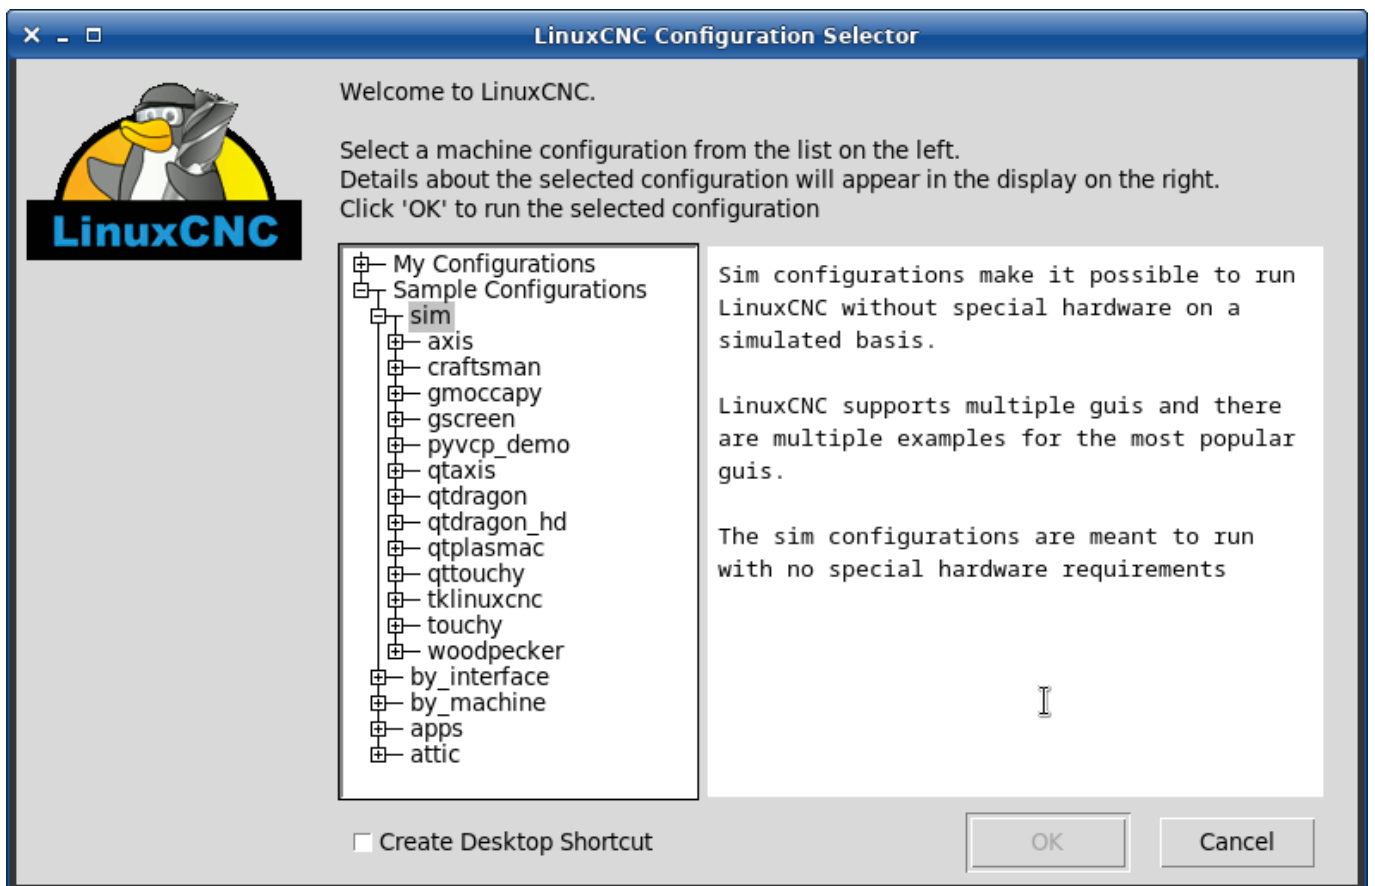 LinuxCNC Configuration Selector
LinuxCNC
Welcome to LinuxCNC.
Select a machine configuration from the list on the left.
Details about the selected configuration will appear in the display on the right.
Click 'OK' to run the selected configuration
My Configurations
Sample Configurations
sim
axis
craftsman
gmoccapy
gscreen
pyvcp_demo
qtaxis
qtdragon
qtdragon_hd
qtplasmac
qttouchy
tklinuxcnc
touchy
woodpecker
by_interface
by_machine
apps
attic
Sim configurations make it possible to run
LinuxCNC without special hardware on a
simulated basis.
LinuxCNC supports multiple guis and there
are multiple examples for the most popular
guis.
The sim configurations are meant to run
with no special hardware requirements
Create Desktop Shortcut
OK
Cancel